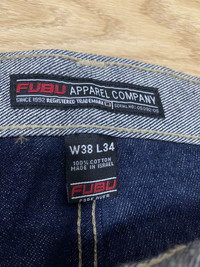 FUBU APPAREL COMPANY
SINCE 1992 REGISTERED TRADEMARK
W38 L34
100% COTTON
MADE IN ISRAEL
FUBU